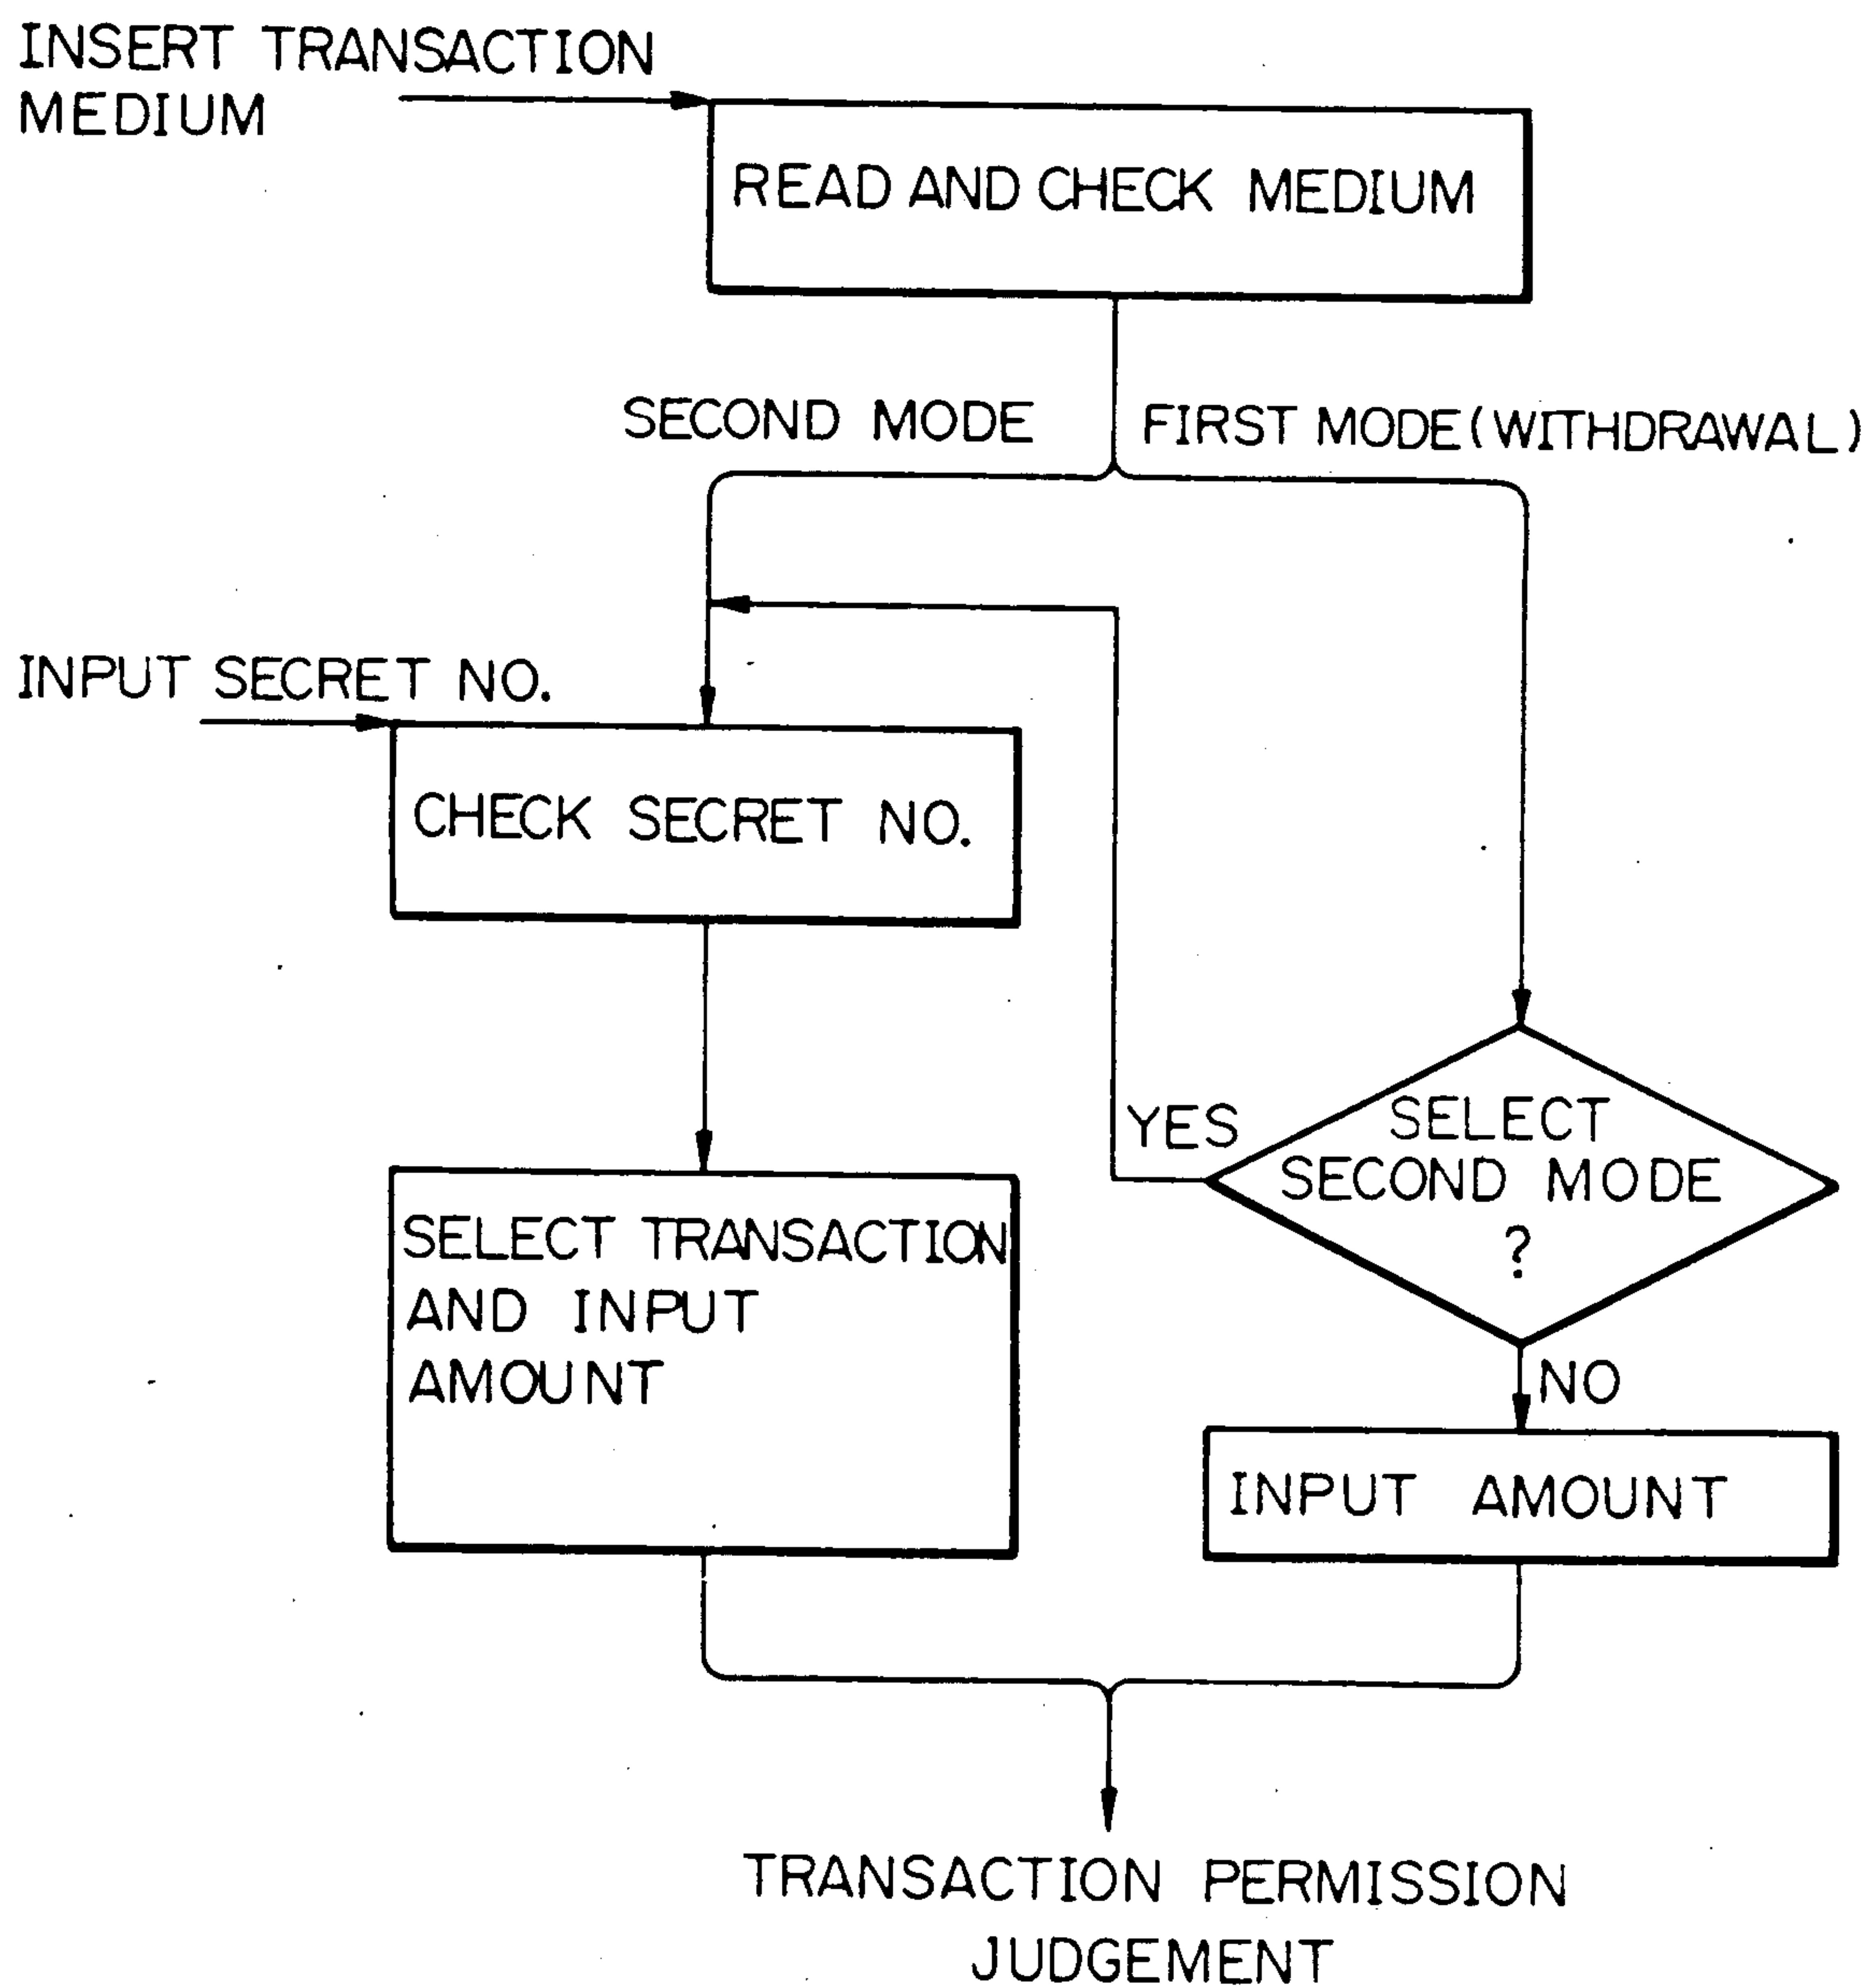 INSERT TRANSACTION
MEDIUM
READ AND CHECK MEDIUM
SECOND MODE
FIRST MODE (WITHDRAWAL)
INPUT SECRET NO.
CHECK SECRET NO.
YES
SELECT
SECOND MODE
?
SELECT TRANSACTION
AND INPUT
AMOUNT
NO
INPUT AMOUNT
TRANSACTION PERMISSION
JUDGEMENT